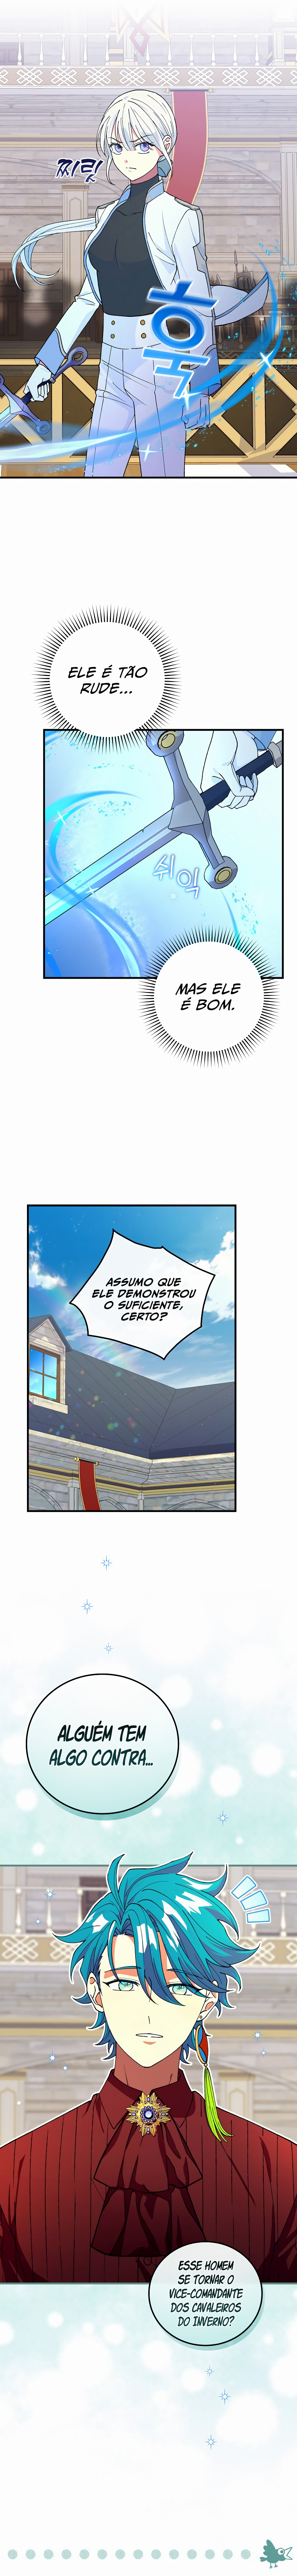 찌릿
훅
ELE É TÃO
RUDE...
쉬익
MAS ELE
É BOM.
ASSUMO QUE
ELE DEMONSTROU
O SUFICIENTE,
CERTO?
ALGUÉM TEM
ALGO CONTRA...
ESSE HOMEM
SE TORNAR O
VICE-COMANDANTE
DOS CAVALEIROS
DO INVERNO?